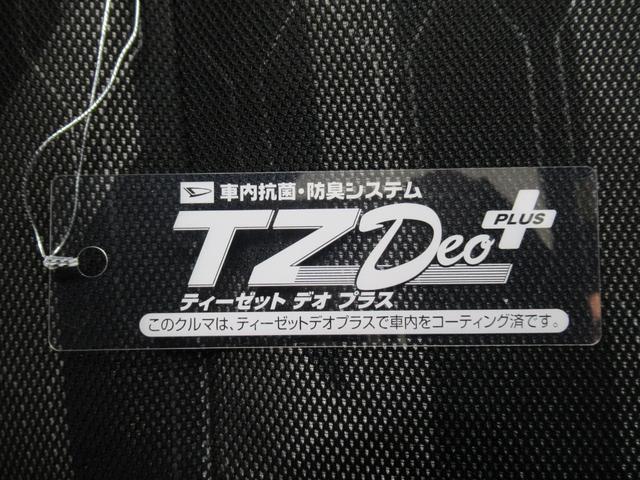 車内抗菌・防臭システム
TZ Deo PLUS
ティーゼット デオ プラス
このクルマは、ティーゼットデオプラスで車内をコーティング済です。